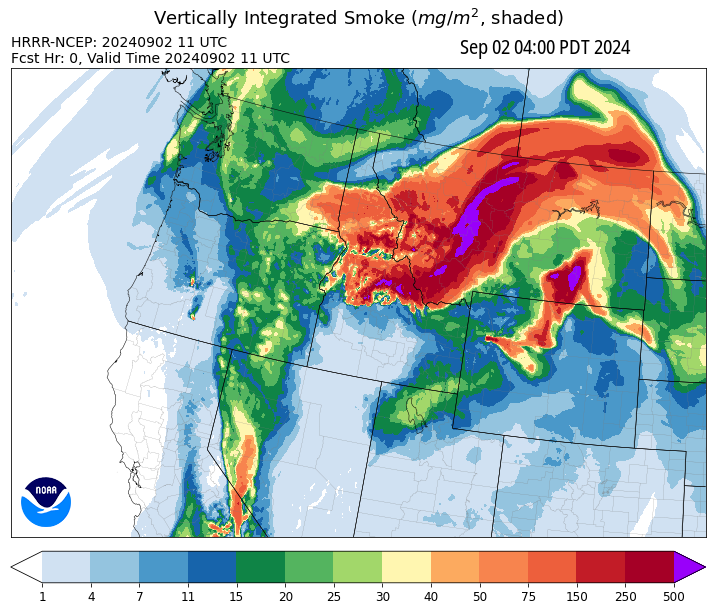 Vertically Integrated Smoke (mg/m², shaded)
HRRR-NCEP: 20240902 11 UTC
Fcst Hr: 0, Valid Time 20240902 11 UTC
Sep 02 04:00 PDT 2024
NOAA
1 4 7 11 15 20 25 30 40 50 75 150 250 500